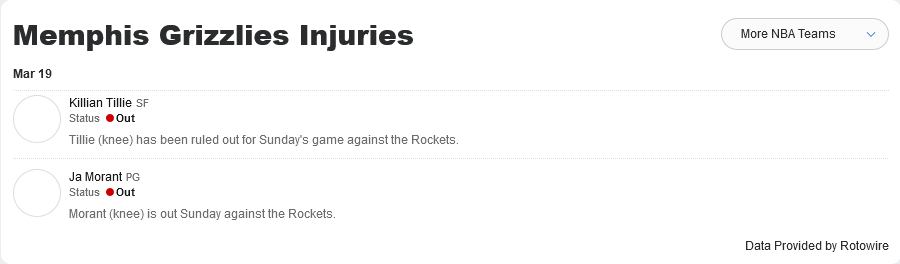 Memphis Grizzlies Injuries
More NBA Teams
Mar 19
Killian Tillie SF
Status Out
Tillie (knee) has been ruled out for Sunday's game against the Rockets.
Ja Morant PG
Status Out
Morant (knee) is out Sunday against the Rockets.
Data Provided by Rotowire